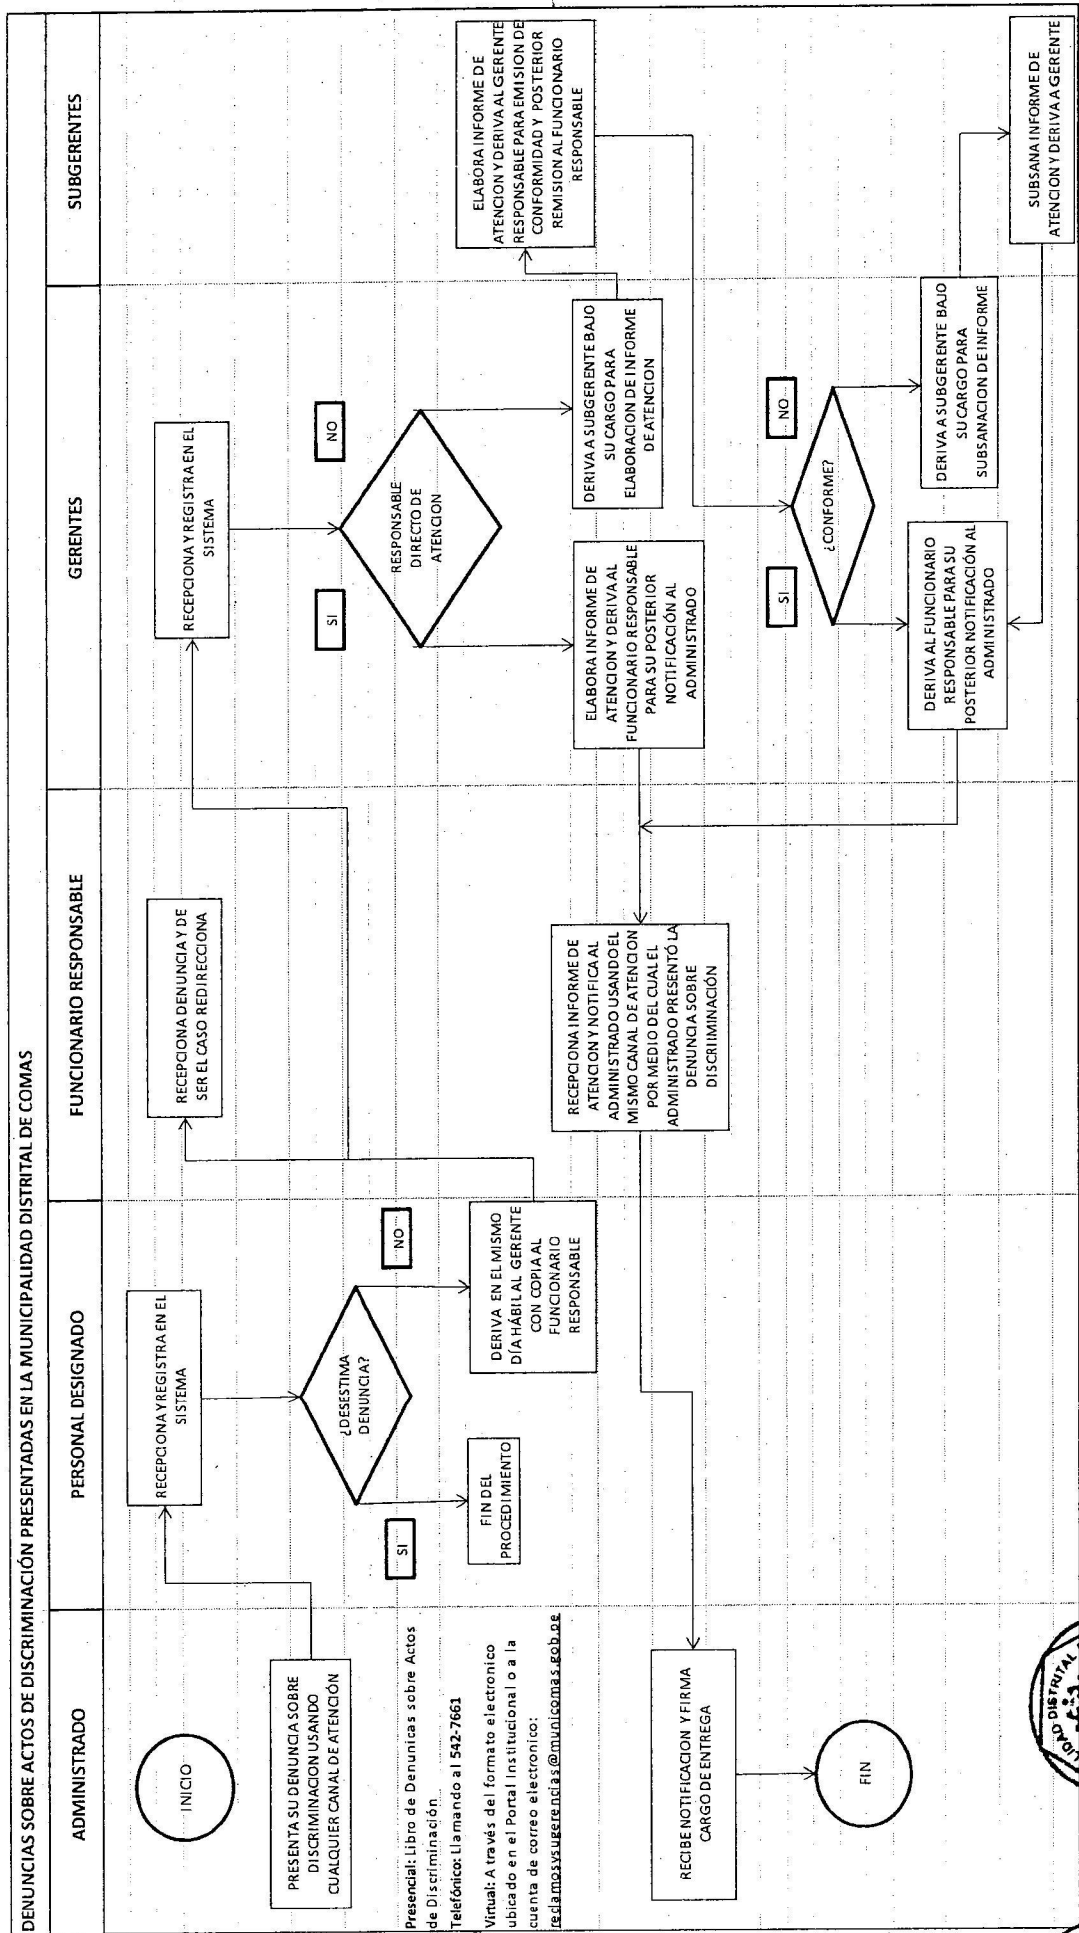 DENUNCIAS SOBRE ACTOS DE DISCRIMINACIÓN PRESENTADAS EN LA MUNICIPALIDAD DISTRITAL DE COMAS
ADMINISTRADO
PERSONAL DESIGNADO
FUNCIONARIO RESPONSABLE
GERENTES
SUBGERENTES
INICIO
PRESENTA SU DENUNCIA SOBRE
DISCRIMINACION USANDO
CUALQUIER CANAL DE ATENCIÓN
Presencial: Libro de Denunicas sobre Actos
de Discriminación
Telefónico: Llamando al 542-7661
Virtual: A través del formato electronico
ubicado en el Portal Institucional o a la
cuenta de correo electronico:
reclamosysugerencias@municomas.gob.pe
RECIBE NOTIFICACION Y FIRMA
CARGO DE ENTREGA
FIN
RECEPCIONA Y REGISTRA EN EL
SISTEMA
¿DESESTIMA
DENUNCIA?
SI
NO
FIN DEL
PROCEDIMIENTO
DERIVA EN EL MISMO
DÍA HÁBIL AL GERENTE
CON COPIA AL
FUNCIONARIO
RESPONSABLE
RECEPCIONA DENUNCIA Y DE
SER EL CASO REDIRECCIONA
RECEPCIONA INFORME DE
ATENCION Y NOTIFICA AL
ADMINISTRADO USANDO EL
MISMO CANAL DE ATENCION
POR MEDIO DEL CUAL EL
ADMINISTRADO PRESENTÓ LA
DENUNCIA SOBRE
DISCRIIMINACIÓN
RECEPCIONA Y REGISTRA EN EL
SISTEMA
SI
NO
RESPONSABLE
DIRECTO DE
ATENCION
ELABORA INFORME DE
ATENCION Y DERIVA AL
FUNCIONARIO RESPONSABLE
PARA SU POSTERIOR
NOTIFICACIÓN AL
ADMINISTRADO
DERIVA A SUBGERENTE BAJO
SU CARGO PARA
ELABORACION DE INFORME
DE ATENCION
SI
NO
¿CONFORME?
DERIVA AL FUNCIONARIO
RESPONSABLE PARA SU
POSTERIOR NOTIFICACIÓN AL
ADMINISTRADO
DERIVA A SUBGERENTE BAJO
SU CARGO PARA
SUBSANACION DE INFORME
ELABORA INFORME DE
ATENCION Y DERIVA AL GERENTE
RESPONSABLE PARA EMISION DE
CONFORMIDAD Y POSTERIOR
REMISION AL FUNCIONARIO
RESPONSABLE
SUBSANA INFORME DE
ATENCION Y DERIVA A GERENTE
DISTRITAL